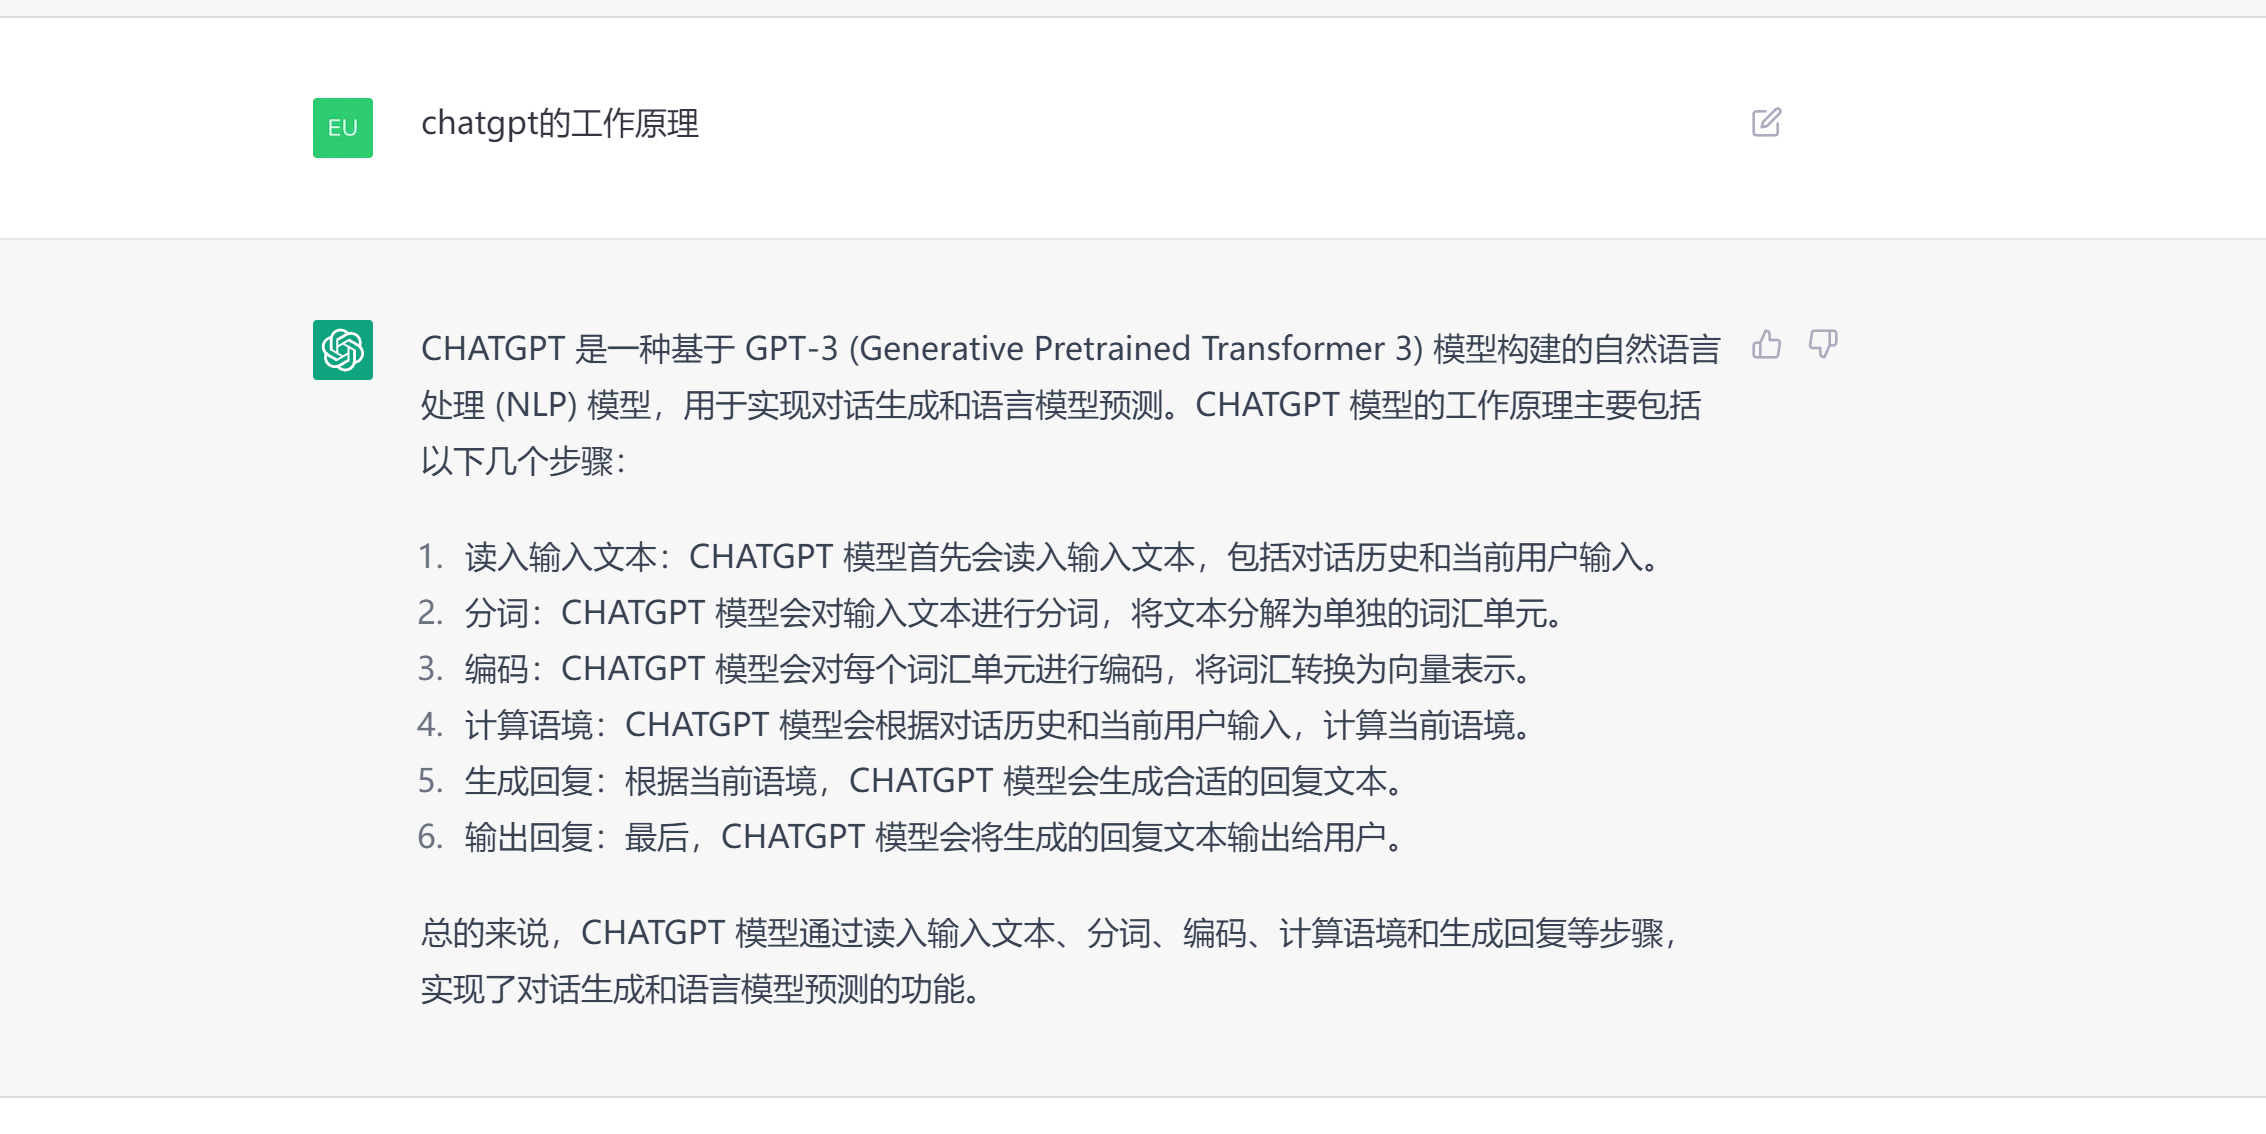 EU
chatgpt的工作原理
CHATGPT 是一种基于 GPT-3 (Generative Pretrained Transformer 3) 模型构建的自然语言
处理 (NLP) 模型，用于实现对话生成和语言模型预测。CHATGPT 模型的工作原理主要包括
以下几个步骤：
1. 读入输入文本：CHATGPT 模型首先会读入输入文本，包括对话历史和当前用户输入。
2. 分词：CHATGPT 模型会对输入文本进行分词，将文本分解为单独的词汇单元。
3. 编码：CHATGPT 模型会对每个词汇单元进行编码，将词汇转换为向量表示。
4. 计算语境：CHATGPT 模型会根据对话历史和当前用户输入，计算当前语境。
5. 生成回复：根据当前语境，CHATGPT 模型会生成合适的回复文本。
6. 输出回复：最后，CHATGPT 模型会将生成的回复文本输出给用户。
总的来说，CHATGPT 模型通过读入输入文本、分词、编码、计算语境和生成回复等步骤，
实现了对话生成和语言模型预测的功能。